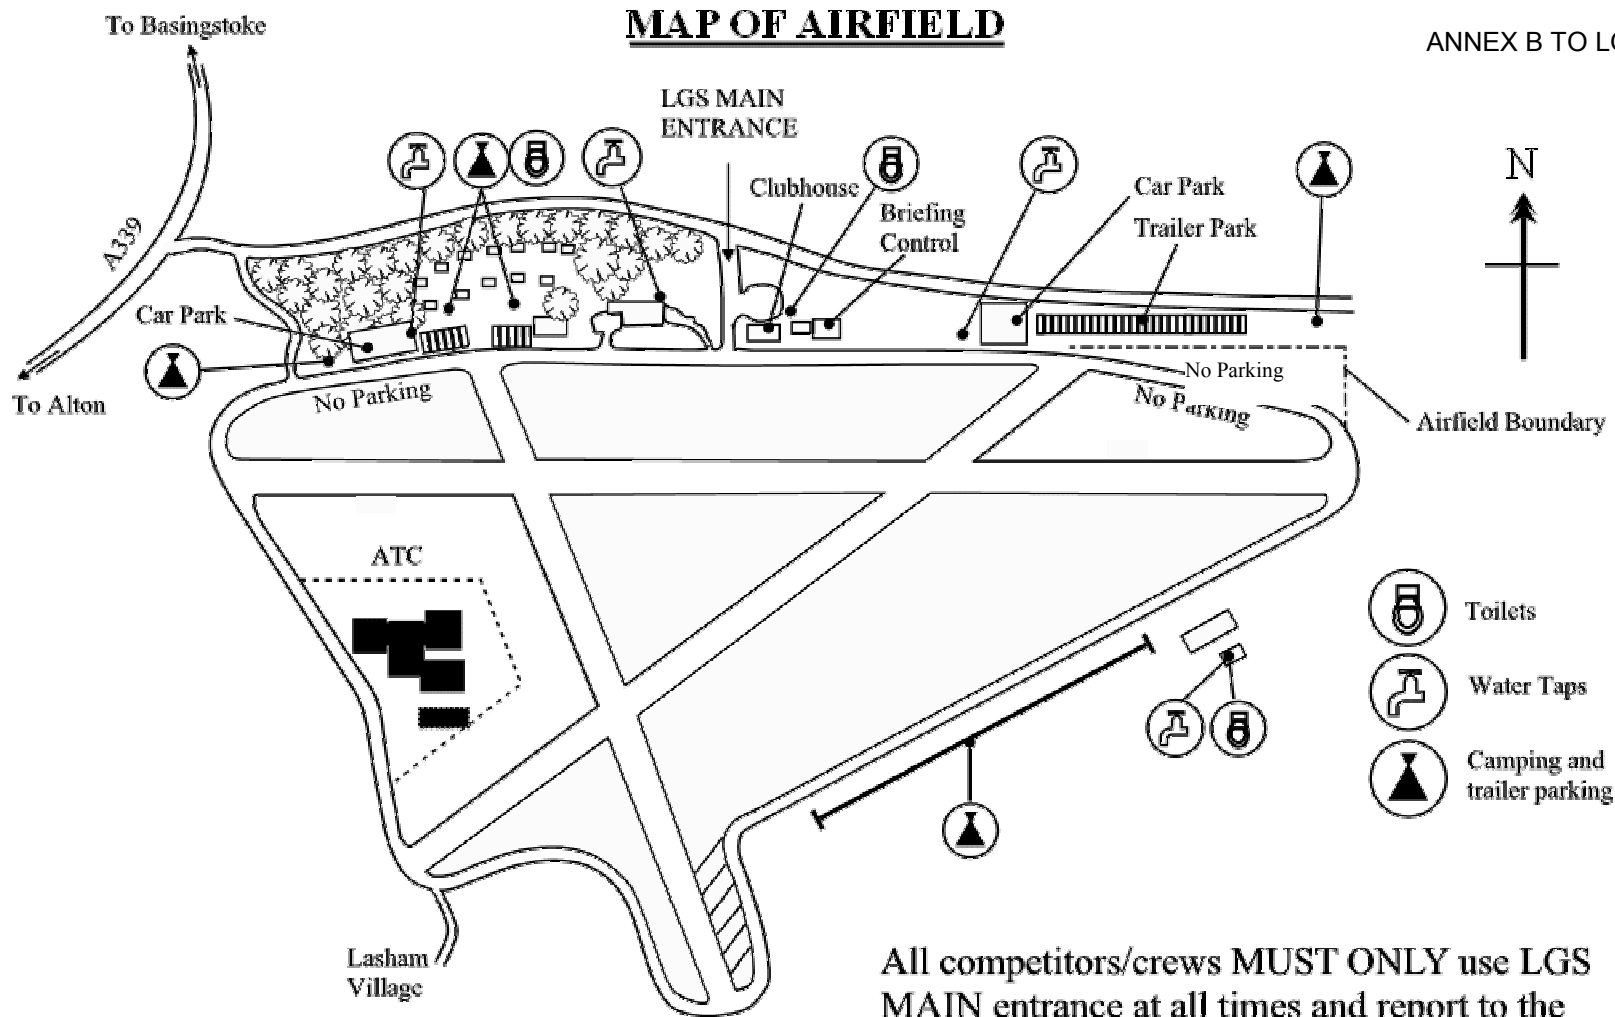 MAP OF AIRFIELD
To Basingstoke
ANNEX B TO LO
LGS MAIN
ENTRANCE
Clubhouse
Briefing
Control
Car Park
Trailer Park
N
A339
Car Park
To Alton
No Parking
No Parking
No Parking
Airfield Boundary
ATC
Toilets
Water Taps
Camping and
trailer parking
Lasham
Village
All competitors/crews MUST ONLY use LGS
MAIN entrance at all times and report to the